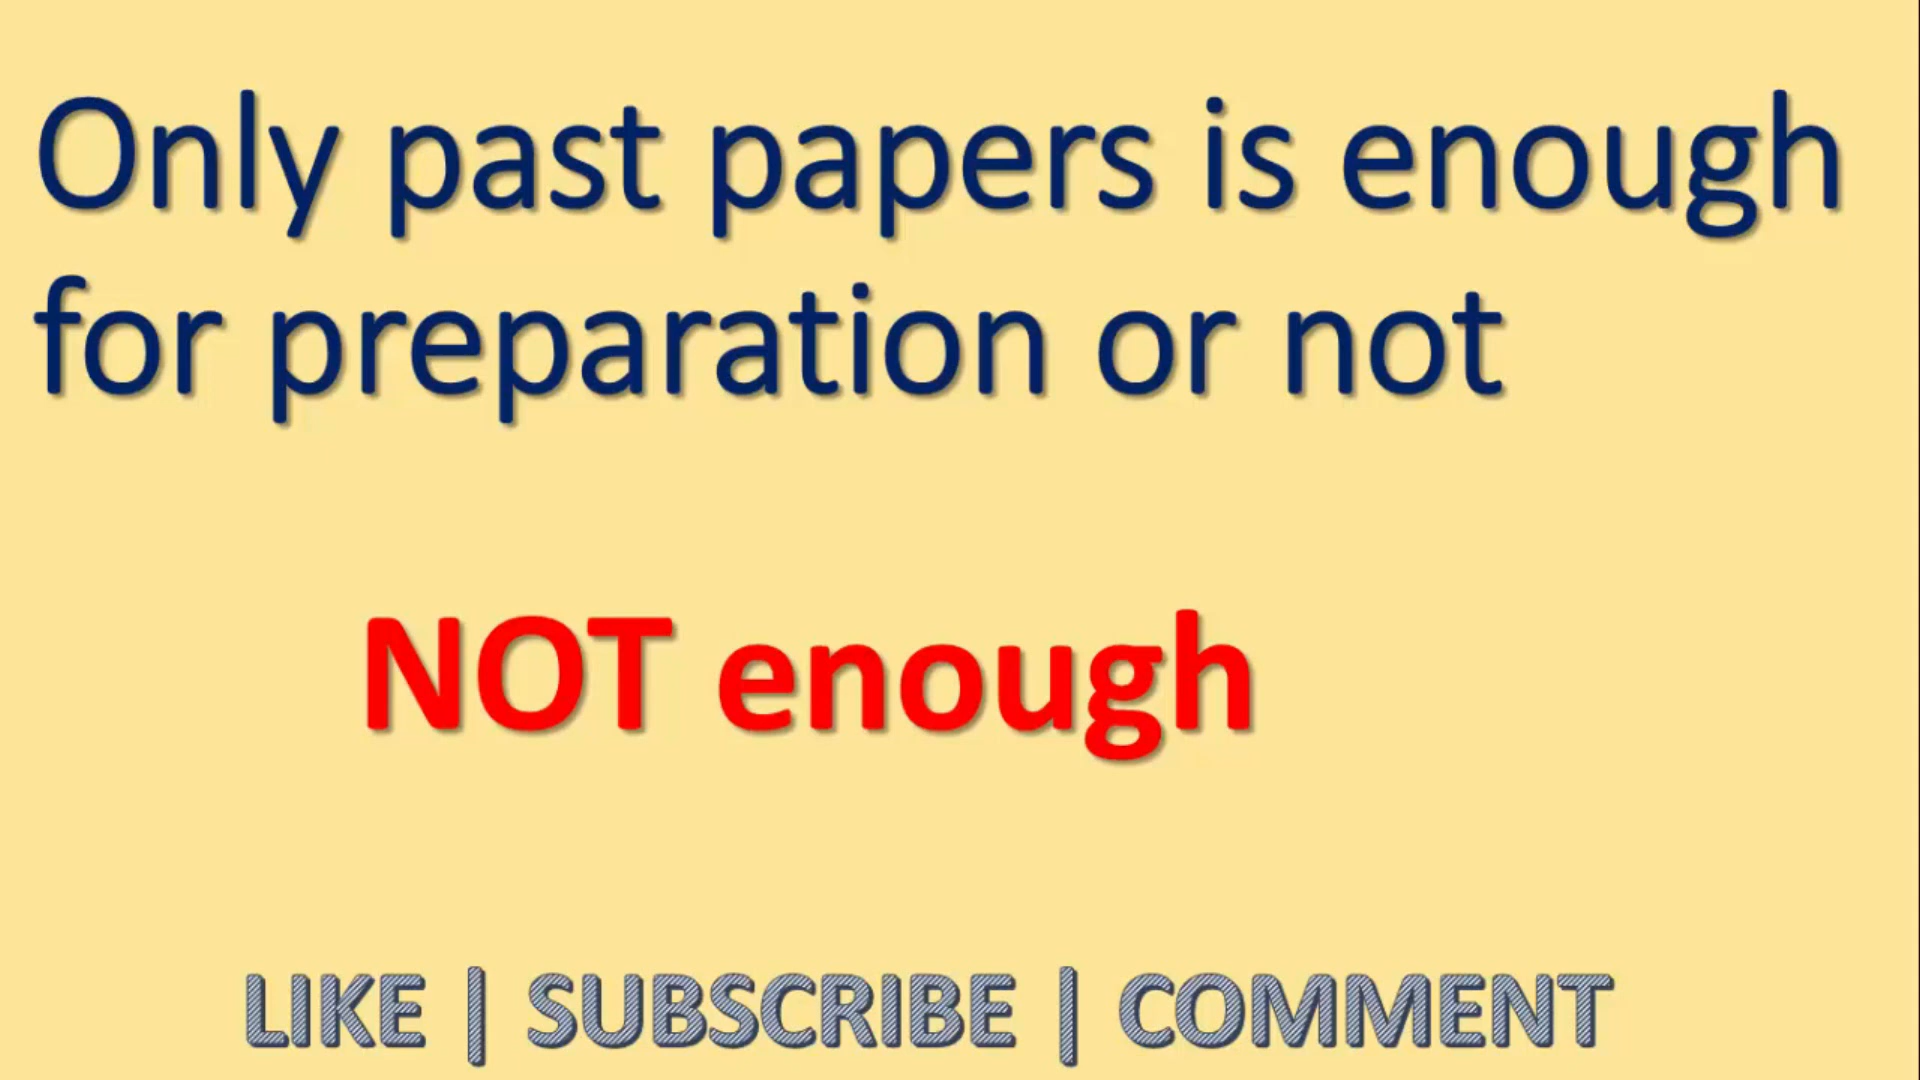 Only past papers is enough
for preparation or not
NOT enough
LIKE | SUBSCRIBE | COMMENT